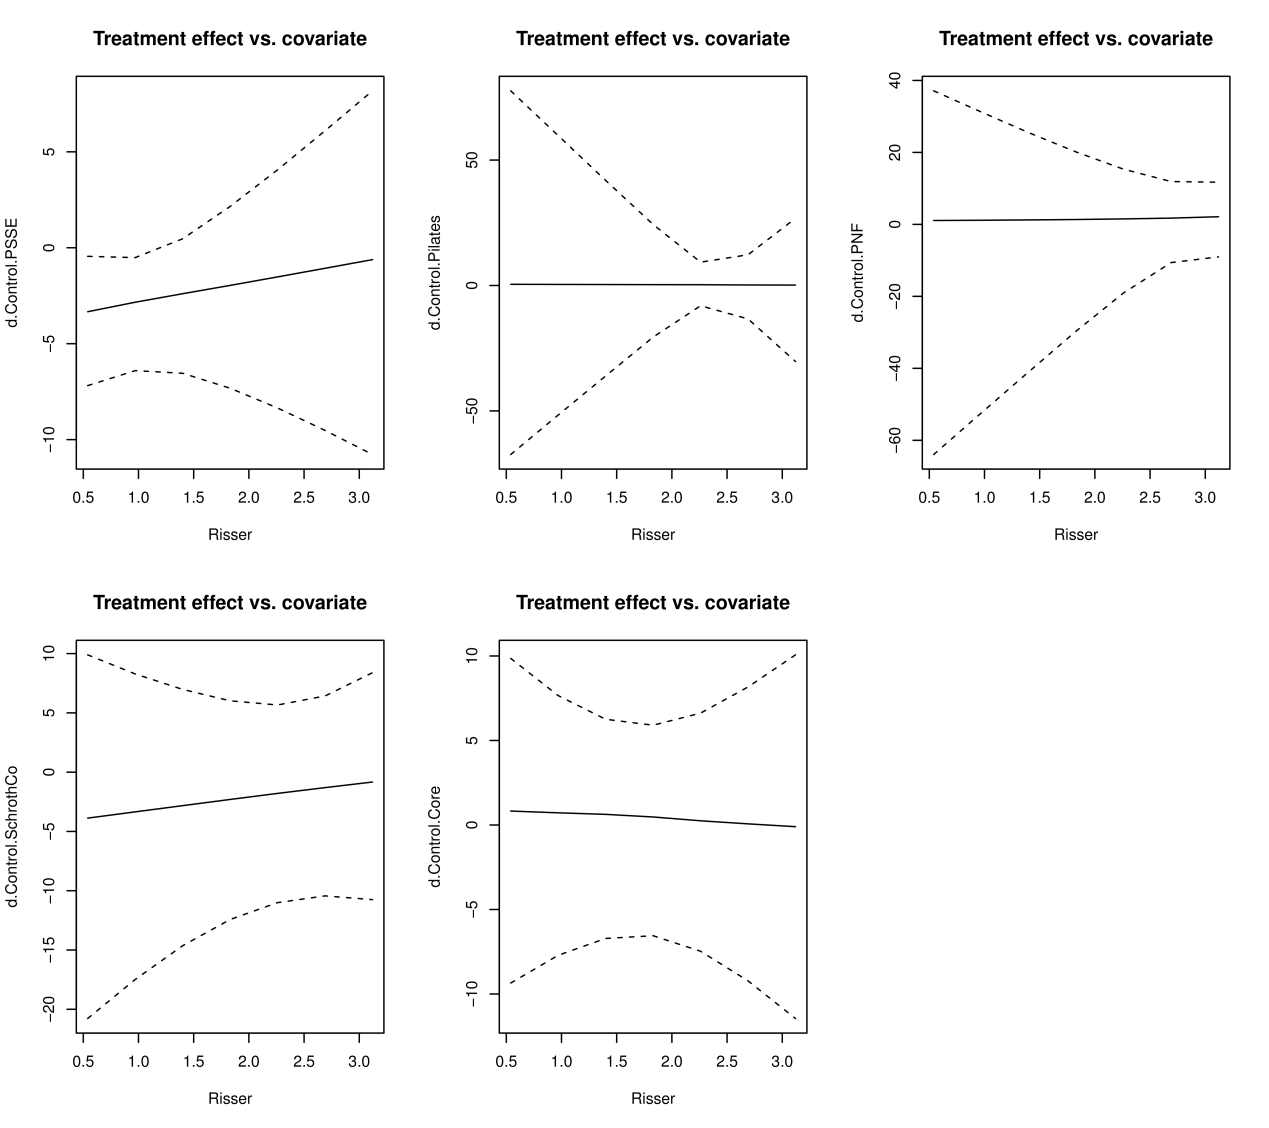 Treatment effect vs. covariate
d.Control.PSSE
5
0
−5
−10
0.5 1.0 1.5 2.0 2.5 3.0
Risser
Treatment effect vs. covariate
d.Control.Pilates
50
0
−50
0.5 1.0 1.5 2.0 2.5 3.0
Risser
Treatment effect vs. covariate
d.Control.PNF
40
20
0
−20
−40
−60
0.5 1.0 1.5 2.0 2.5 3.0
Risser
Treatment effect vs. covariate
d.Control.SchrothCo
10
5
0
−5
−10
−15
−20
0.5 1.0 1.5 2.0 2.5 3.0
Risser
Treatment effect vs. covariate
d.Control.Core
10
5
0
−5
−10
0.5 1.0 1.5 2.0 2.5 3.0
Risser